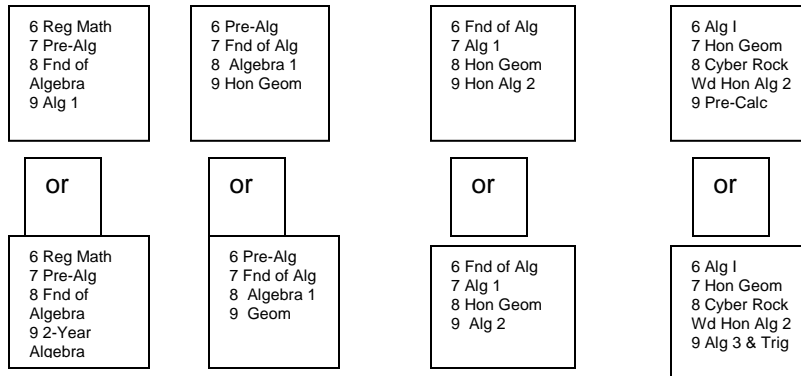 6 Reg Math
7 Pre-Alg
8 Fnd of
Algebra
9 Alg 1
6 Pre-Alg
7 Fnd of Alg
8 Algebra 1
9 Hon Geom
6 Fnd of Alg
7 Alg 1
8 Hon Geom
9 Hon Alg 2
6 Alg I
7 Hon Geom
8 Cyber Rock
Wd Hon Alg 2
9 Pre-Calc
or
or
or
or
6 Reg Math
7 Pre-Alg
8 Fnd of
Algebra
9 2-Year
Algebra
6 Pre-Alg
7 Fnd of Alg
8 Algebra 1
9 Geom
6 Fnd of Alg
7 Alg 1
8 Hon Geom
9 Alg 2
6 Alg I
7 Hon Geom
8 Cyber Rock
Wd Hon Alg 2
9 Alg 3 & Trig